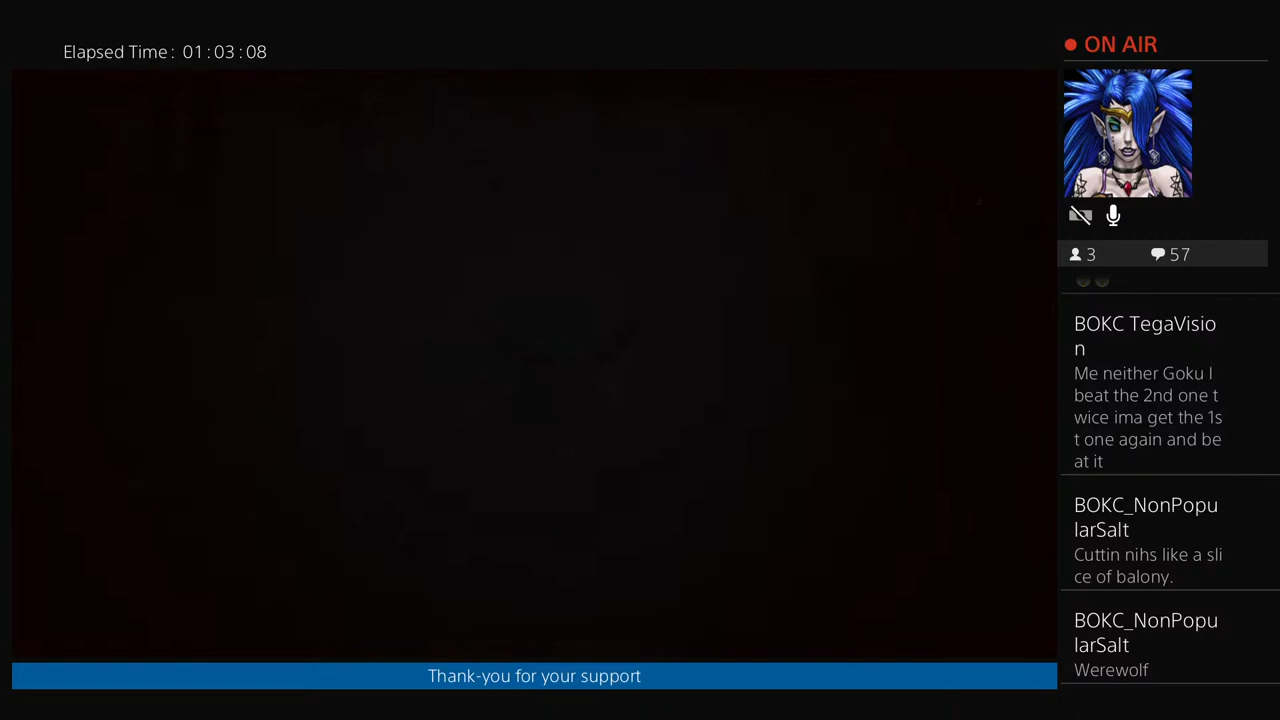 Elapsed Time: 01:03:08
ON AIR
3 57
BOKC TegaVisio
n
Me neither Goku I
beat the 2nd one t
wice ima get the 1s
t one again and be
at it
BOKC_NonPopu
larSalt
Cuttin nihs like a sli
ce of balony.
BOKC_NonPopu
larSalt
Werewolf
Thank-you for your support